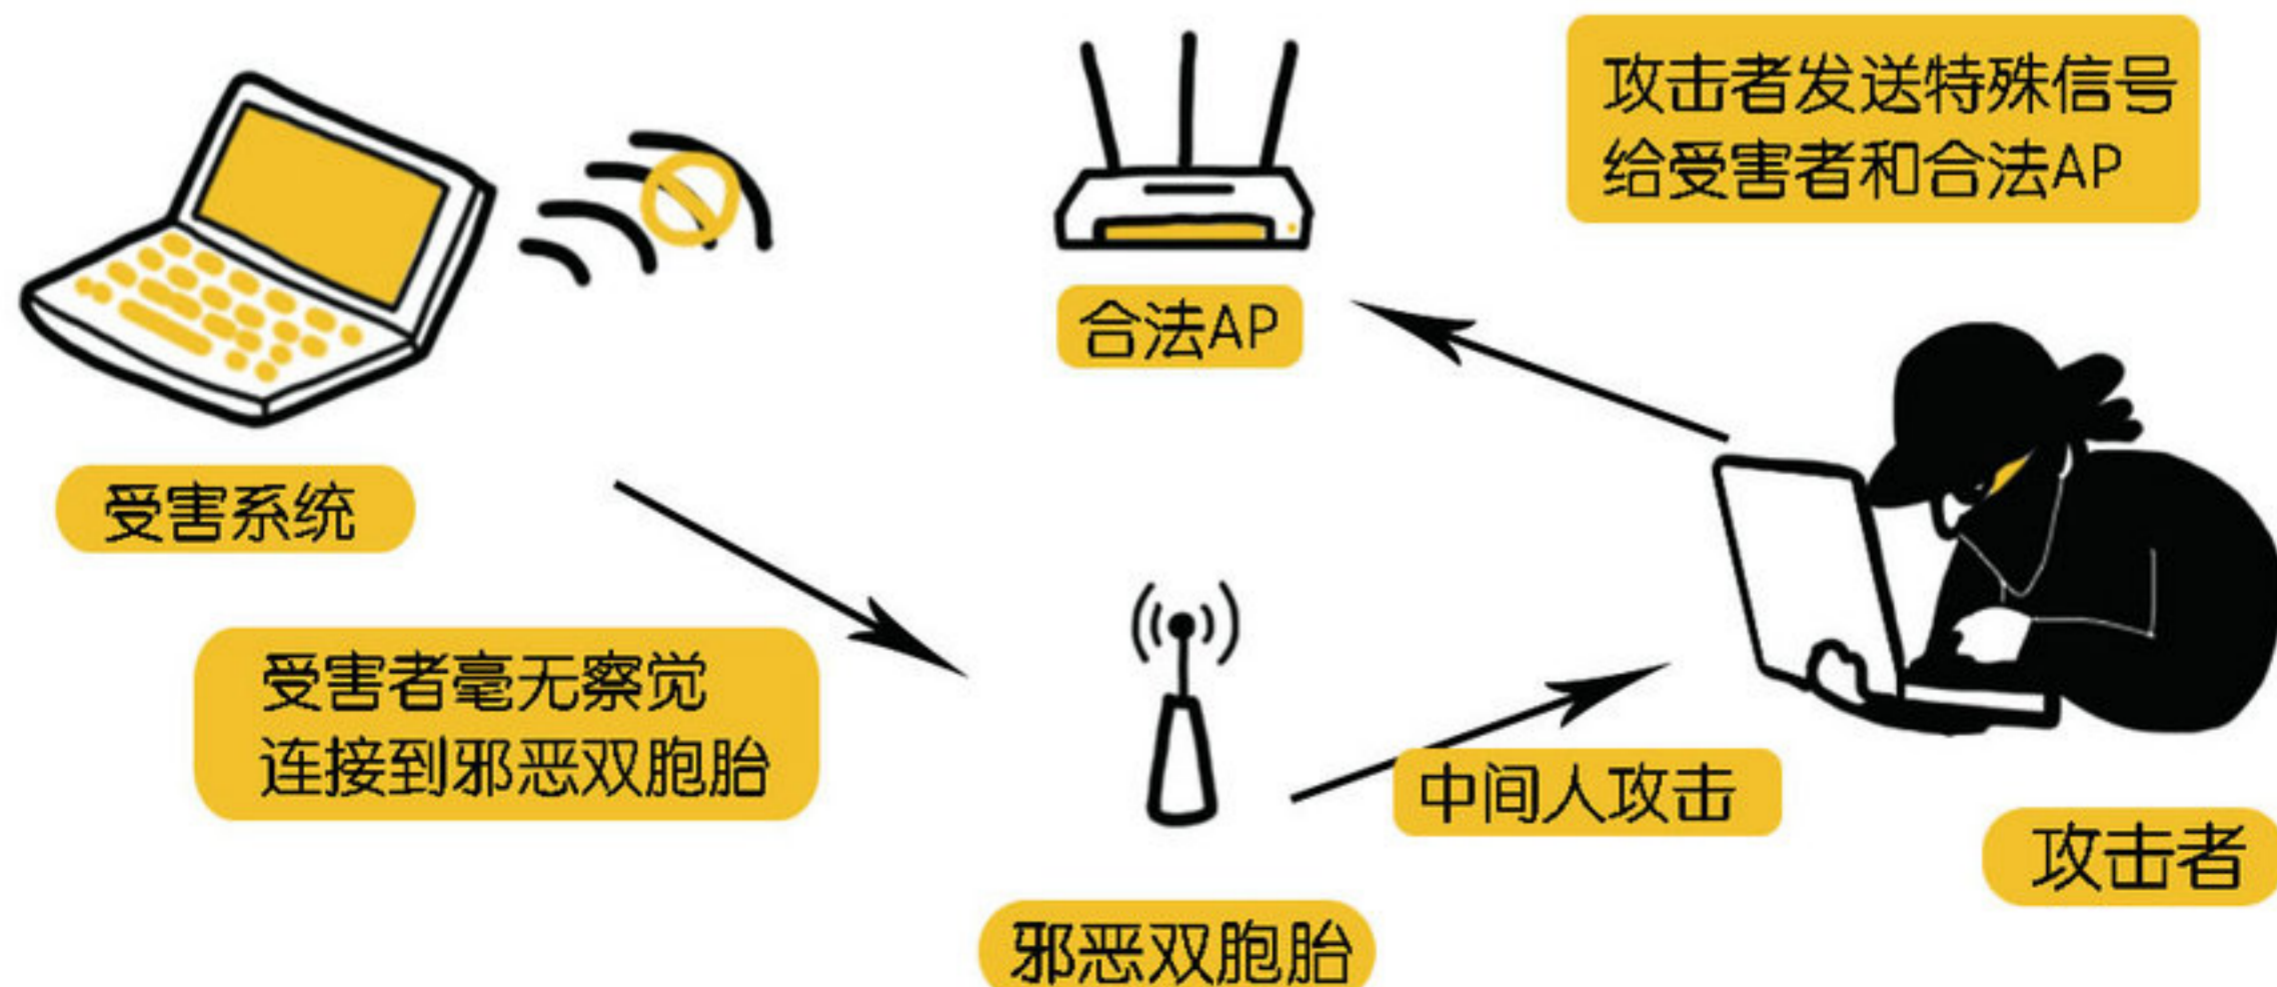 攻击者发送特殊信号
给受害者和合法AP
合法AP
受害系统
受害者毫无察觉
连接到邪恶双胞胎
中间人攻击
攻击者
邪恶双胞胎